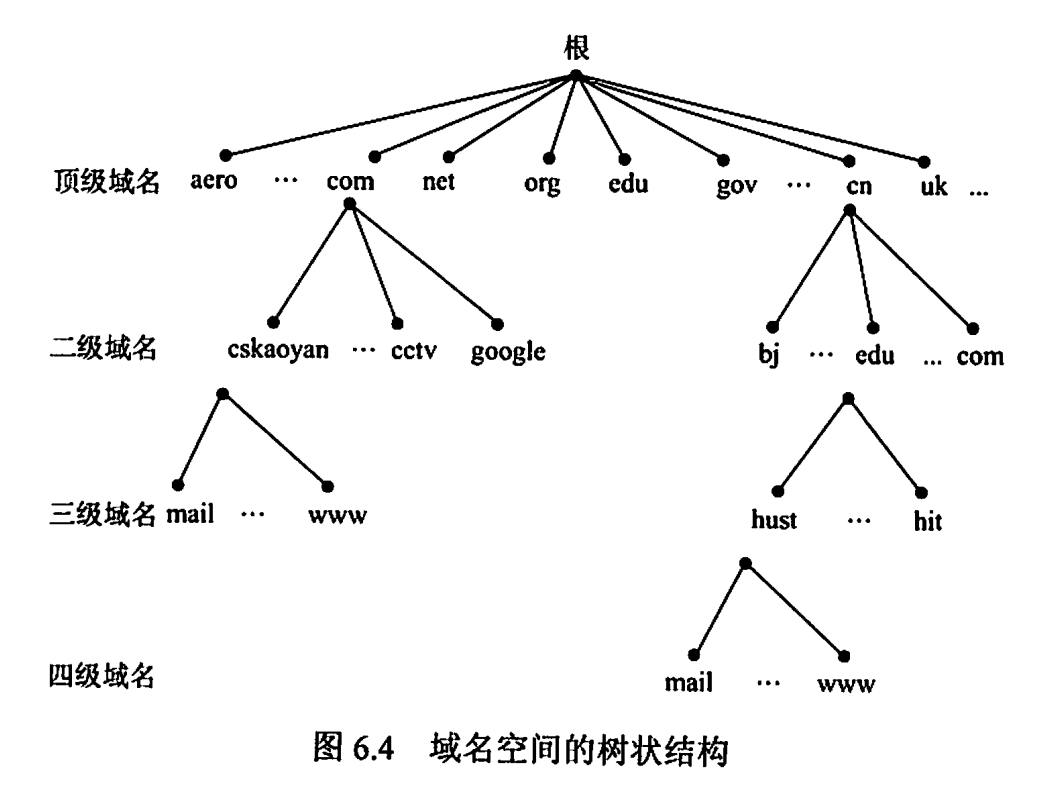 根
顶级域名 aero … com net org edu gov … cn uk ...
二级域名 cskaoyan … cctv google bj … edu ... com
三级域名 mail … www hust … hit
四级域名 mail … www
图 6.4 域名空间的树状结构